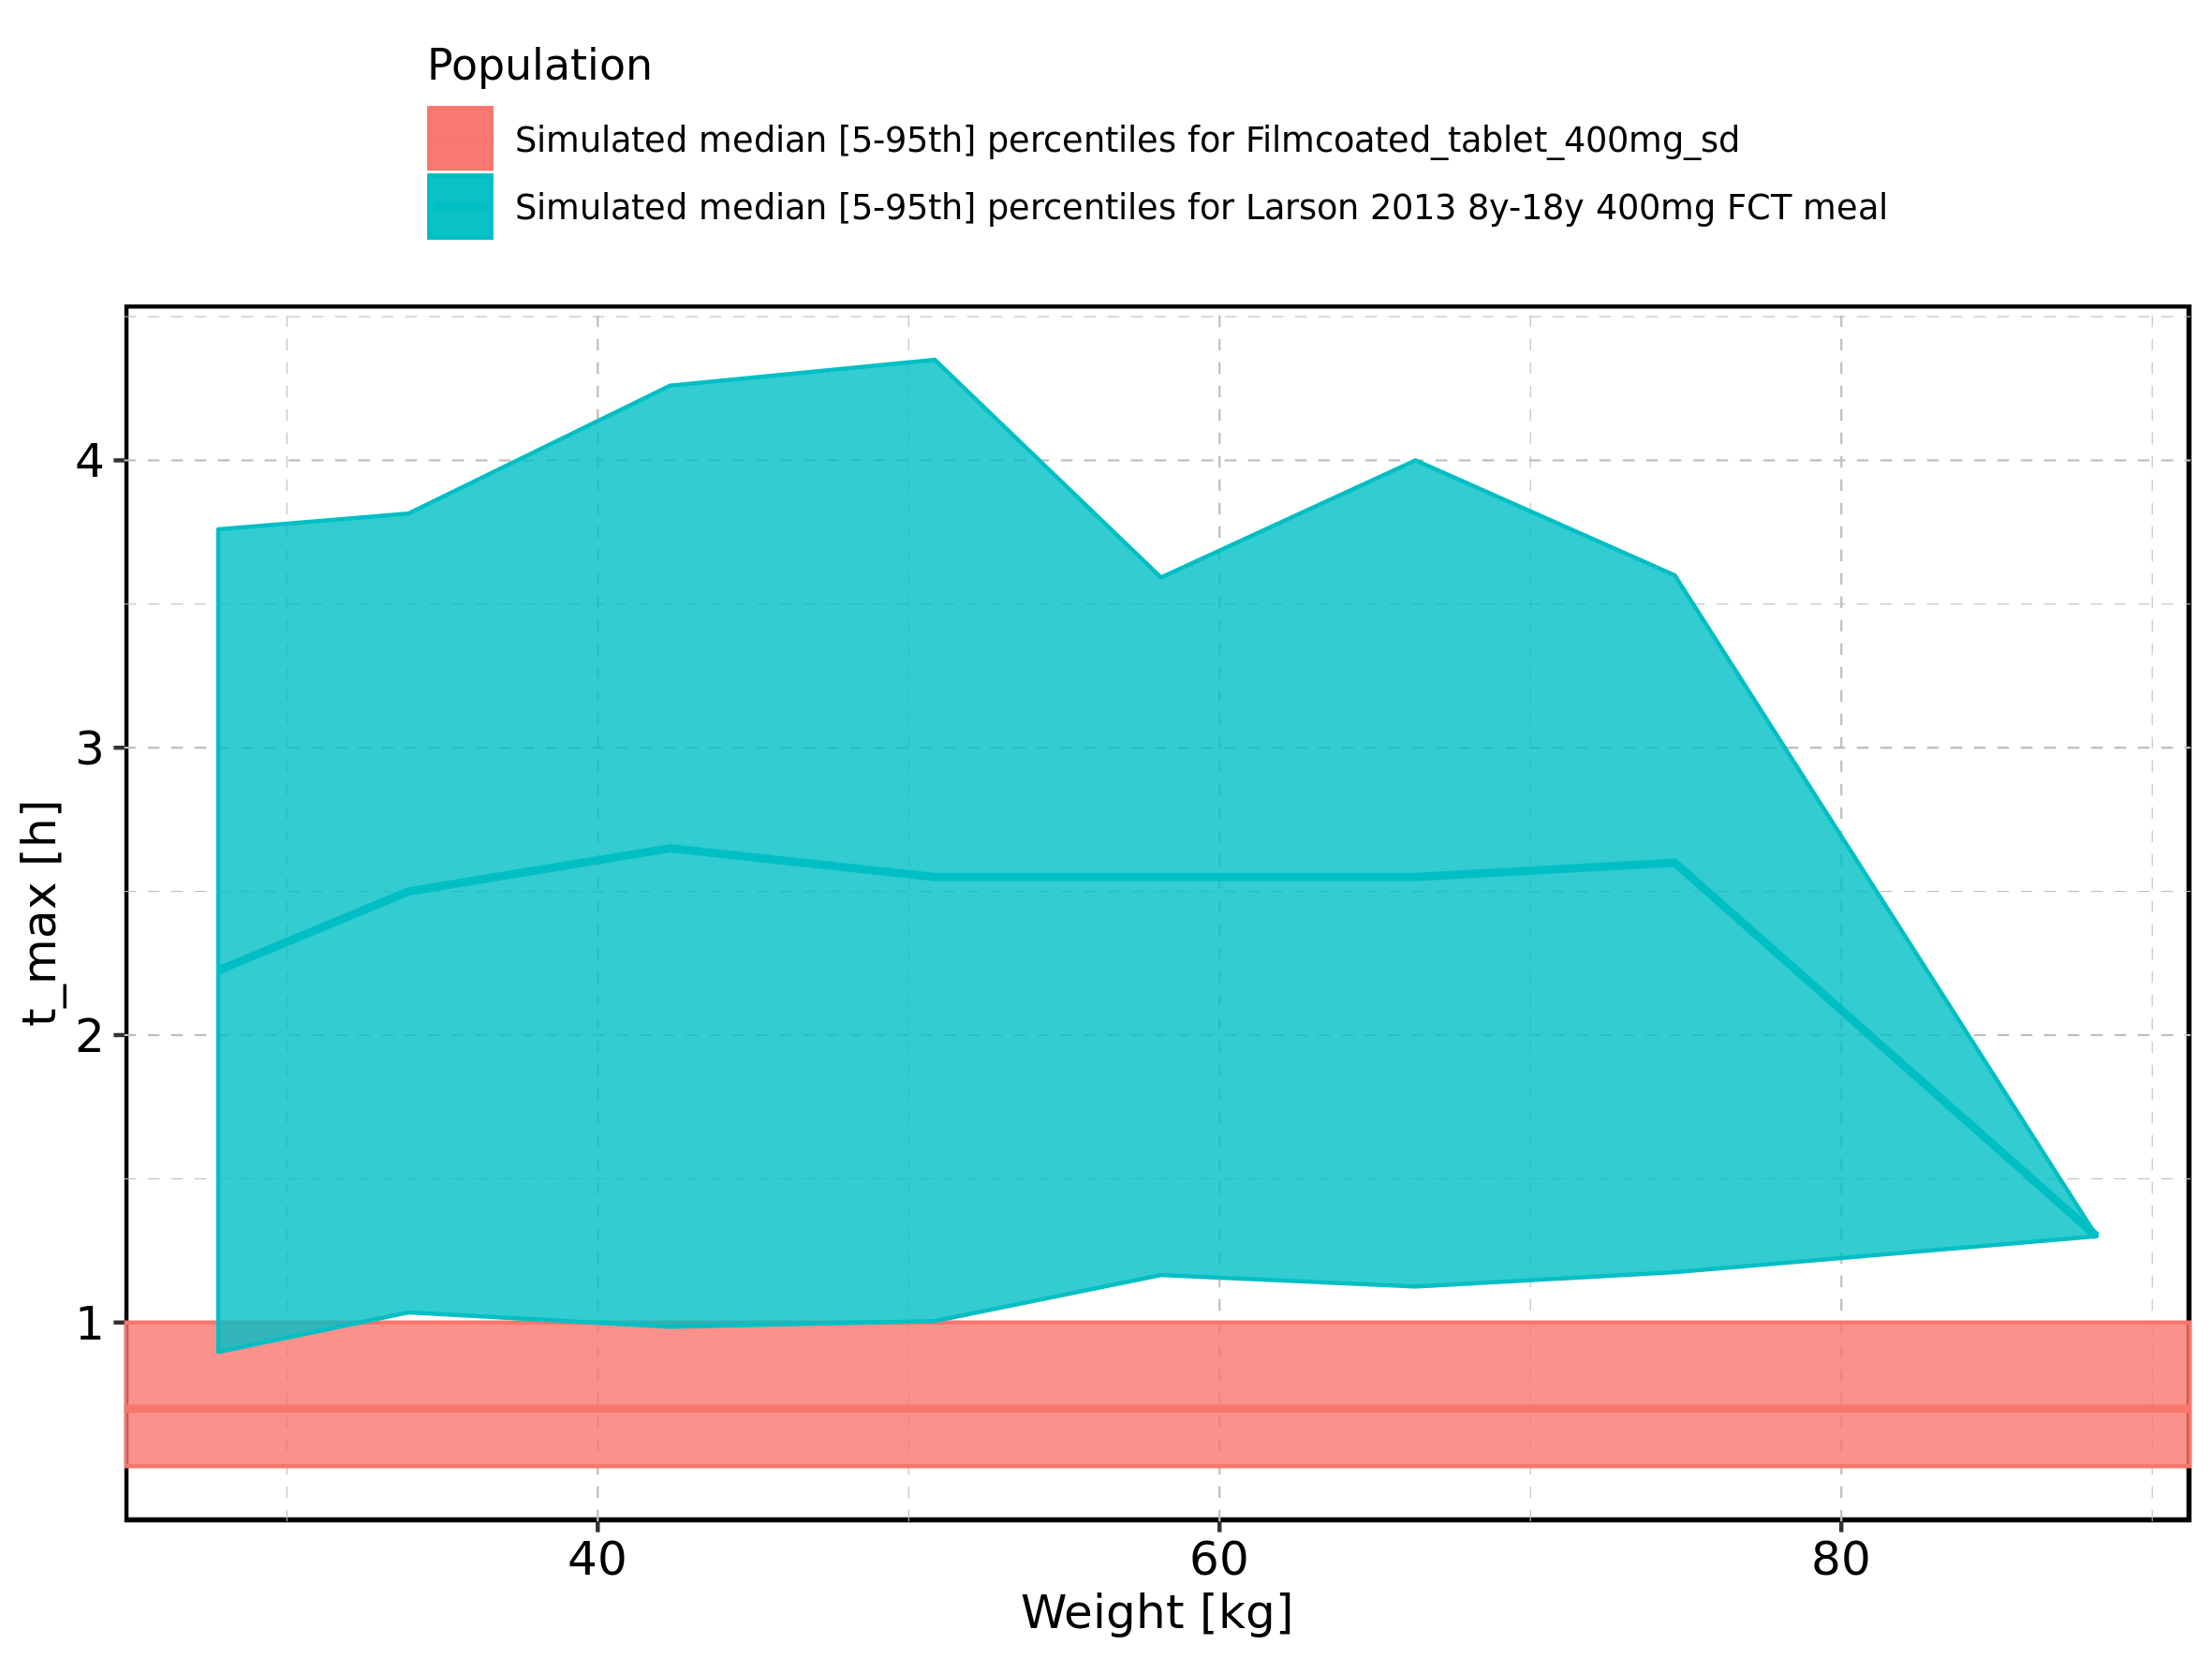 Population
Simulated median [5-95th] percentiles for Filmcoated_tablet_400mg_sd
Simulated median [5-95th] percentiles for Larson 2013 8y-18y 400mg FCT meal
4
3
2
1
t_max [h]
40 60 80
Weight [kg]